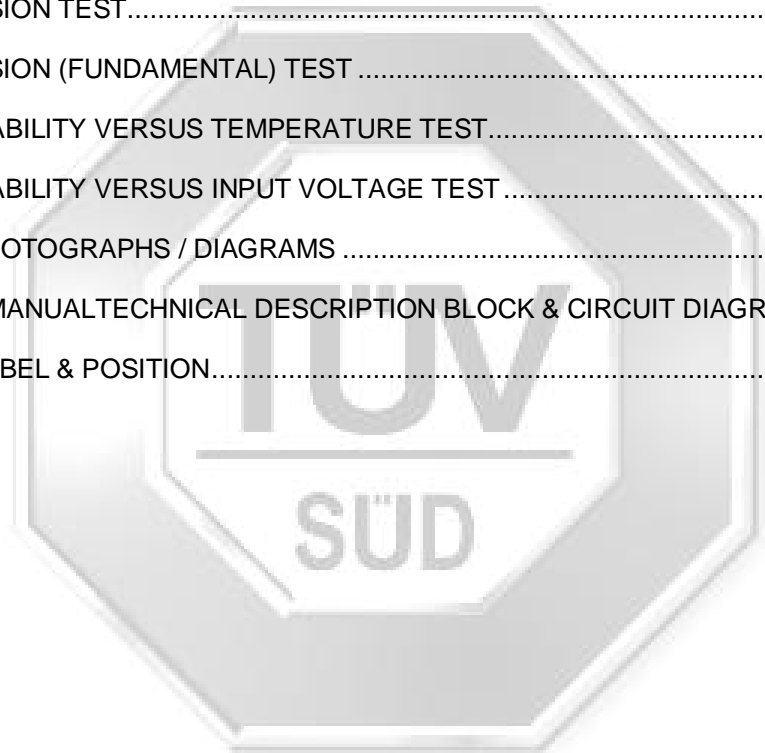 SION TEST....................................................................................
SION (FUNDAMENTAL) TEST ......................................................
ABILITY VERSUS TEMPERATURE TEST.....................................
ABILITY VERSUS INPUT VOLTAGE TEST ...................................
OTOGRAPHS / DIAGRAMS ........................................................
MANUALTECHNICAL DESCRIPTION BLOCK & CIRCUIT DIAGR
BEL & POSITION.........................................................................
TÜV
SÜD